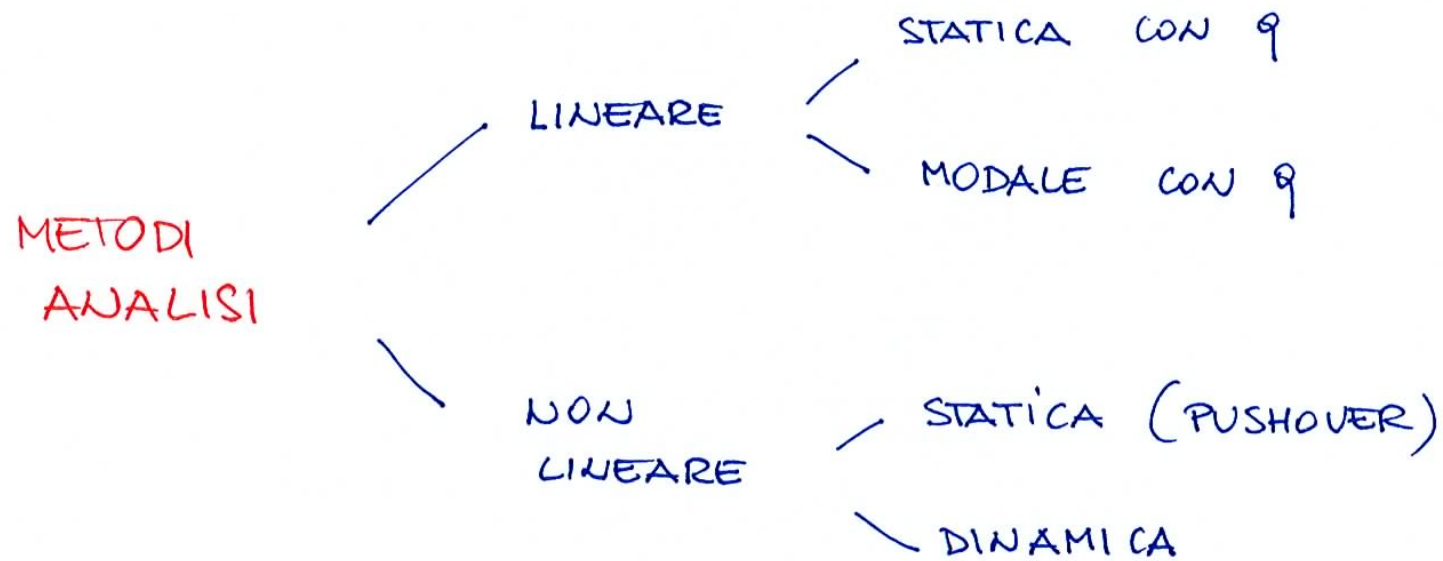 STATICA CON q
LINEARE
MODALE CON q
METODI
ANALISI
NON
LINEARE
STATICA (PUSHOVER)
DINAMICA